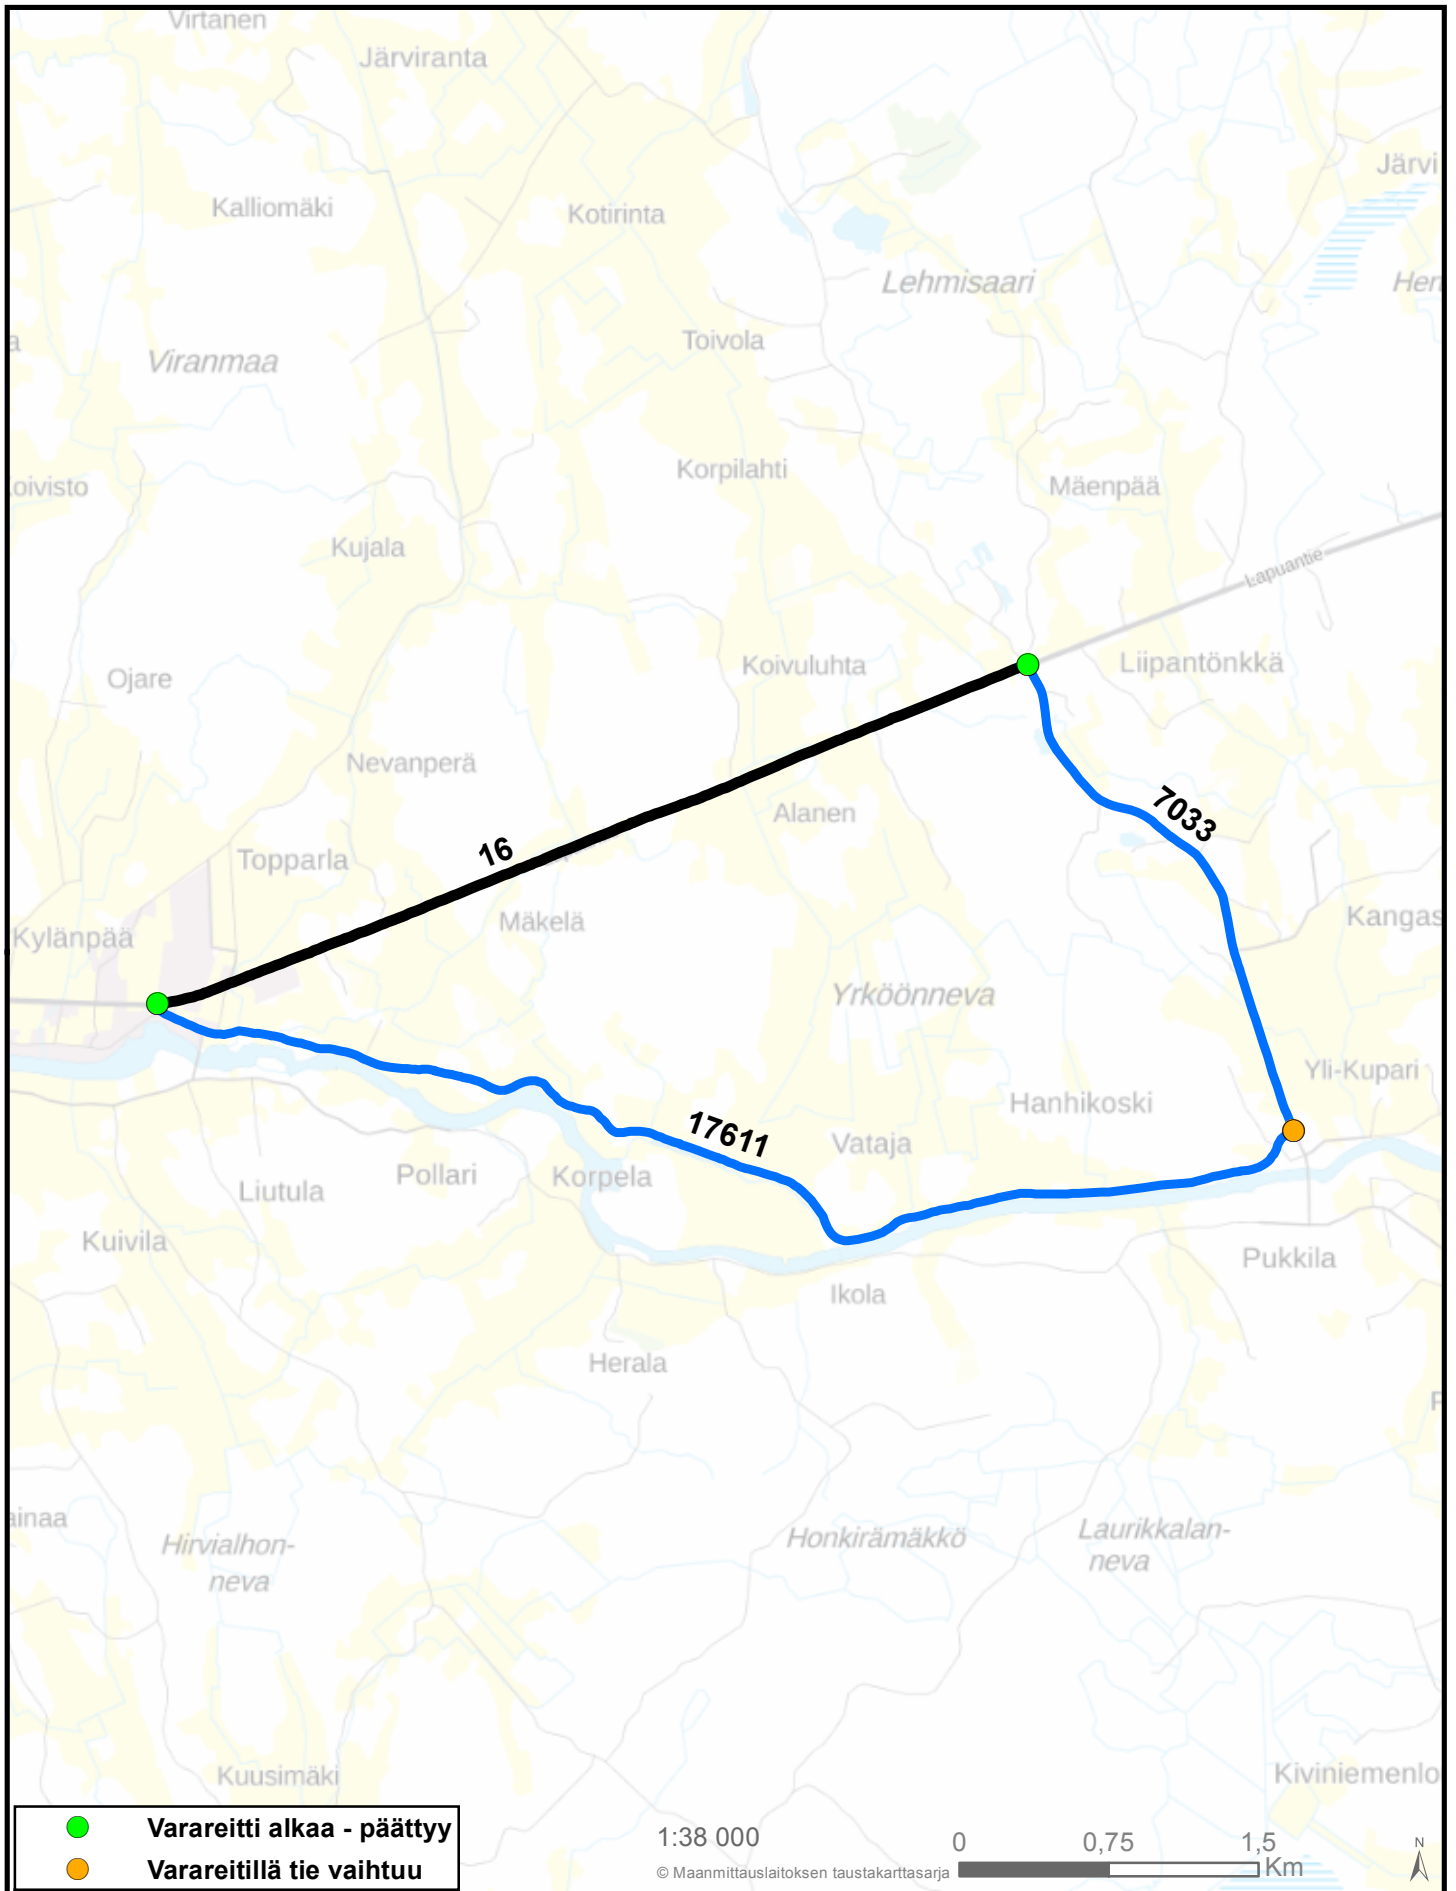 Virtanen
Järviranta
Järvi
Kalliomäki
Kotirinta
Lehmisaari
Toivola
Viranmaa
Korpilahti
oivisto
Mäenpää
Kujala
Lapuantie
Koivuluhta
Liipantönkkä
Ojare
Nevanperä
7033
Alanen
16
Topparla
Mäkelä
Kangas
Kylänpää
Yrköönneva
Yli-Kupari
Hanhikoski
17611
Vataja
Pollari
Korpela
Liutula
Kuivila
Pukkila
Ikola
Herala
ainaa
Hirvialhon-
neva
Honkirämäkkö
Laurikkalan-
neva
Kuusimäki
Kiviniemenlo
Varareitti alkaa - päättyy
Varareitillä tie vaihtuu
1:38 000
© Maanmittauslaitoksen taustakarttasarja
0 0,75 1,5
Km
N